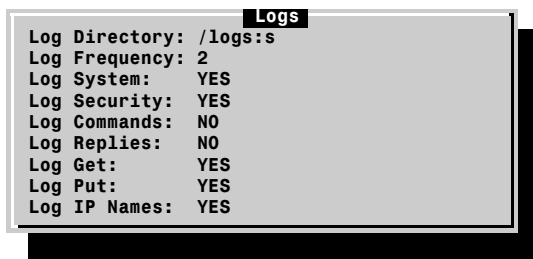 Logs
Log Directory: /logs:s
Log Frequency: 2
Log System: YES
Log Security: YES
Log Commands: NO
Log Replies: NO
Log Get: YES
Log Put: YES
Log IP Names: YES